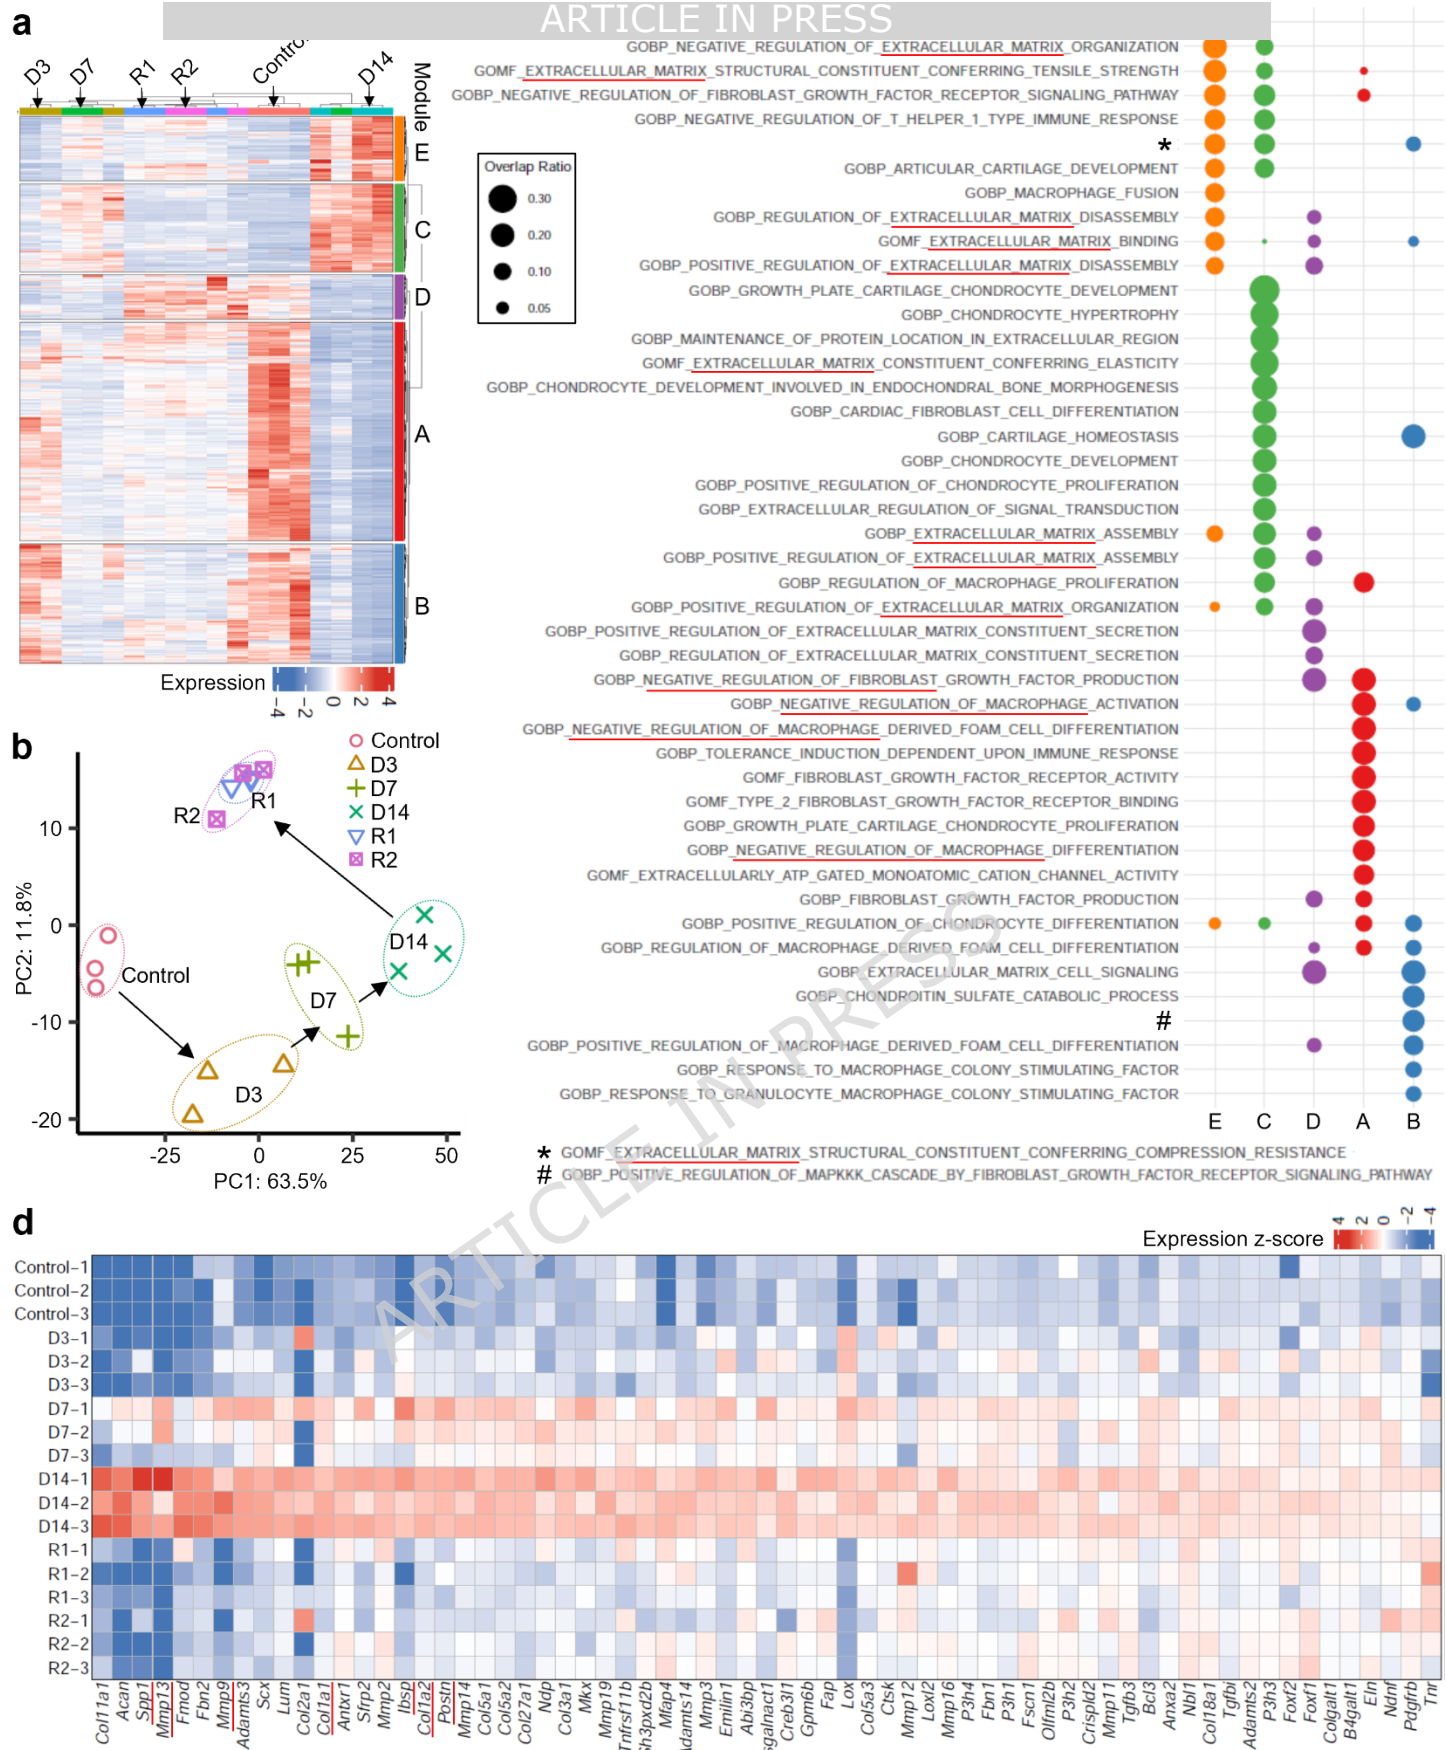 ARTICLE IN PRESS
a
D3
D7
R1
R2
Control
D14
Module
E
C
D
A
B
Expression
−4
−2
0
2
4
Overlap Ratio
0.30
0.20
0.10
0.05
GOBP_NEGATIVE_REGULATION_OF_EXTRACELLULAR_MATRIX_ORGANIZATION
GOMF_EXTRACELLULAR_MATRIX_STRUCTURAL_CONSTITUENT_CONFERRING_TENSILE_STRENGTH
GOBP_NEGATIVE_REGULATION_OF_FIBROBLAST_GROWTH_FACTOR_RECEPTOR_SIGNALING_PATHWAY
GOBP_NEGATIVE_REGULATION_OF_T_HELPER_1_TYPE_IMMUNE_RESPONSE
*
GOBP_ARTICULAR_CARTILAGE_DEVELOPMENT
GOBP_MACROPHAGE_FUSION
GOBP_REGULATION_OF_EXTRACELLULAR_MATRIX_DISASSEMBLY
GOMF_EXTRACELLULAR_MATRIX_BINDING
GOBP_POSITIVE_REGULATION_OF_EXTRACELLULAR_MATRIX_DISASSEMBLY
GOBP_GROWTH_PLATE_CARTILAGE_CHONDROCYTE_DEVELOPMENT
GOBP_CHONDROCYTE_HYPERTROPHY
GOBP_MAINTENANCE_OF_PROTEIN_LOCATION_IN_EXTRACELLULAR_REGION
GOMF_EXTRACELLULAR_MATRIX_CONSTITUENT_CONFERRING_ELASTICITY
GOBP_CHONDROCYTE_DEVELOPMENT_INVOLVED_IN_ENDOCHONDRAL_BONE_MORPHOGENESIS
GOBP_CARDIAC_FIBROBLAST_CELL_DIFFERENTIATION
GOBP_CARTILAGE_HOMEOSTASIS
GOBP_CHONDROCYTE_DEVELOPMENT
GOBP_POSITIVE_REGULATION_OF_CHONDROCYTE_PROLIFERATION
GOBP_EXTRACELLULAR_REGULATION_OF_SIGNAL_TRANSDUCTION
GOBP_EXTRACELLULAR_MATRIX_ASSEMBLY
GOBP_POSITIVE_REGULATION_OF_EXTRACELLULAR_MATRIX_ASSEMBLY
GOBP_REGULATION_OF_MACROPHAGE_PROLIFERATION
GOBP_POSITIVE_REGULATION_OF_EXTRACELLULAR_MATRIX_ORGANIZATION
GOBP_POSITIVE_REGULATION_OF_EXTRACELLULAR_MATRIX_CONSTITUENT_SECRETION
GOBP_REGULATION_OF_EXTRACELLULAR_MATRIX_CONSTITUENT_SECRETION
GOBP_NEGATIVE_REGULATION_OF_FIBROBLAST_GROWTH_FACTOR_PRODUCTION
GOBP_NEGATIVE_REGULATION_OF_MACROPHAGE_ACTIVATION
GOBP_NEGATIVE_REGULATION_OF_MACROPHAGE_DERIVED_FOAM_CELL_DIFFERENTIATION
GOBP_TOLERANCE_INDUCTION_DEPENDENT_UPON_IMMUNE_RESPONSE
GOMF_FIBROBLAST_GROWTH_FACTOR_RECEPTOR_ACTIVITY
GOMF_TYPE_2_FIBROBLAST_GROWTH_FACTOR_RECEPTOR_BINDING
GOBP_GROWTH_PLATE_CARTILAGE_CHONDROCYTE_PROLIFERATION
GOBP_NEGATIVE_REGULATION_OF_MACROPHAGE_DIFFERENTIATION
GOMF_EXTRACELLULARLY_ATP_GATED_MONOATOMIC_CATION_CHANNEL_ACTIVITY
GOBP_FIBROBLAST_GROWTH_FACTOR_PRODUCTION
GOBP_POSITIVE_REGULATION_OF_CHONDROCYTE_DIFFERENTIATION
GOBP_REGULATION_OF_MACROPHAGE_DERIVED_FOAM_CELL_DIFFERENTIATION
GOBP_EXTRACELLULAR_MATRIX_CELL_SIGNALING
GOBP_CHONDROITIN_SULFATE_CATABOLIC_PROCESS
#
GOBP_POSITIVE_REGULATION_OF_MACROPHAGE_DERIVED_FOAM_CELL_DIFFERENTIATION
GOBP_RESPONSE_TO_MACROPHAGE_COLONY_STIMULATING_FACTOR
GOBP_RESPONSE_TO_GRANULOCYTE_MACROPHAGE_COLONY_STIMULATING_FACTOR
E C D A B
* GOMF_EXTRACELLULAR_MATRIX_STRUCTURAL_CONSTITUENT_CONFERRING_COMPRESSION_RESISTANCE
# GOBP_POSITIVE_REGULATION_OF_MAPKKK_CASCADE_BY_FIBROBLAST_GROWTH_FACTOR_RECEPTOR_SIGNALING_PATHWAY
b
Control
D3
D7
D14
R1
R2
R2
R1
D14
D7
D3
Control
PC2: 11.8%
10
0
-10
-20
-25 0 25 50
PC1: 63.5%
ARTICLE IN PRESS
d
Expression z-score
4 2 0 −2 −4
Control−1
Control−2
Control−3
D3−1
D3−2
D3−3
D7−1
D7−2
D7−3
D14−1
D14−2
D14−3
R1−1
R1−2
R1−3
R2−1
R2−2
R2−3
Col11a1
Acan
Spp1
Mmp13
Fmod
Fbn2
Mmp9
Adamts3
Scx
Lum
Col2a1
Col1a1
Antxr1
Sfrp2
Mmp2
Ibsp
Col1a2
Postn
Mmp14
Col5a1
Col5a2
Col27a1
Ndp
Col3a1
Mkx
Mmp19
Tnfrsf11b
Sh3pxd2b
Mfap4
Adamts14
Mmp3
Emilin1
Abi3bp
sgalnact1
Creb3l1
Gpm6b
Fap
Lox
Col5a3
Ctsk
Mmp12
Loxl2
Mmp16
P3h4
Fbn1
P3h1
Fscn1
Olfml2b
P3h2
Crispld2
Mmp11
Tgfb3
Bcl3
Anxa2
Nbl1
Col18a1
Tgfbi
Adamts2
P3h3
Foxf2
Foxf1
Colgalt1
B4galt1
Eln
Ndnf
Pdgfrb
Tnr